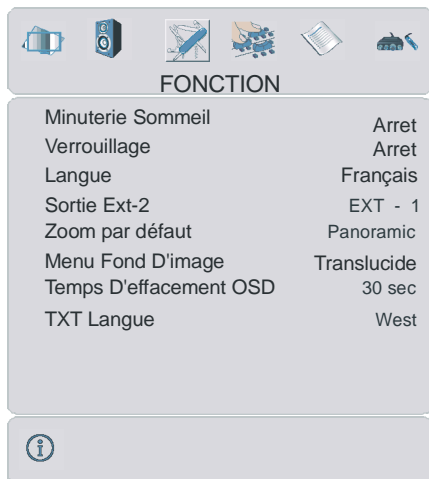 FONCTION
Minuterie Sommeil Arret
Verrouillage Arret
Langue Français
Sortie Ext-2 EXT - 1
Zoom par défaut Panoramic
Menu Fond D'image Translucide
Temps D'effacement OSD 30 sec
TXT Langue West